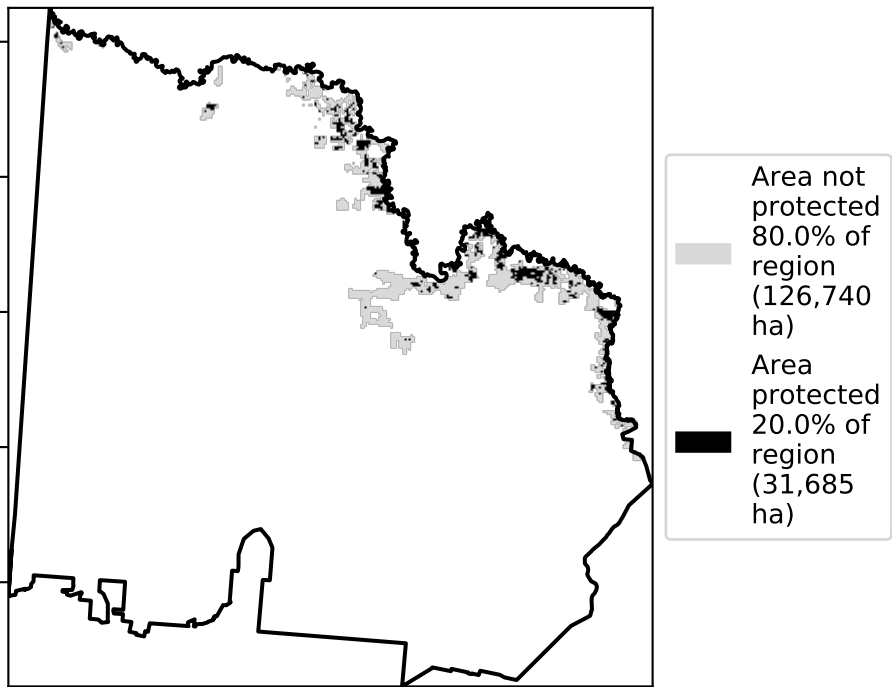 Area not
protected
80.0% of
region
(126,740
ha)
Area
protected
20.0% of
region
(31,685
ha)